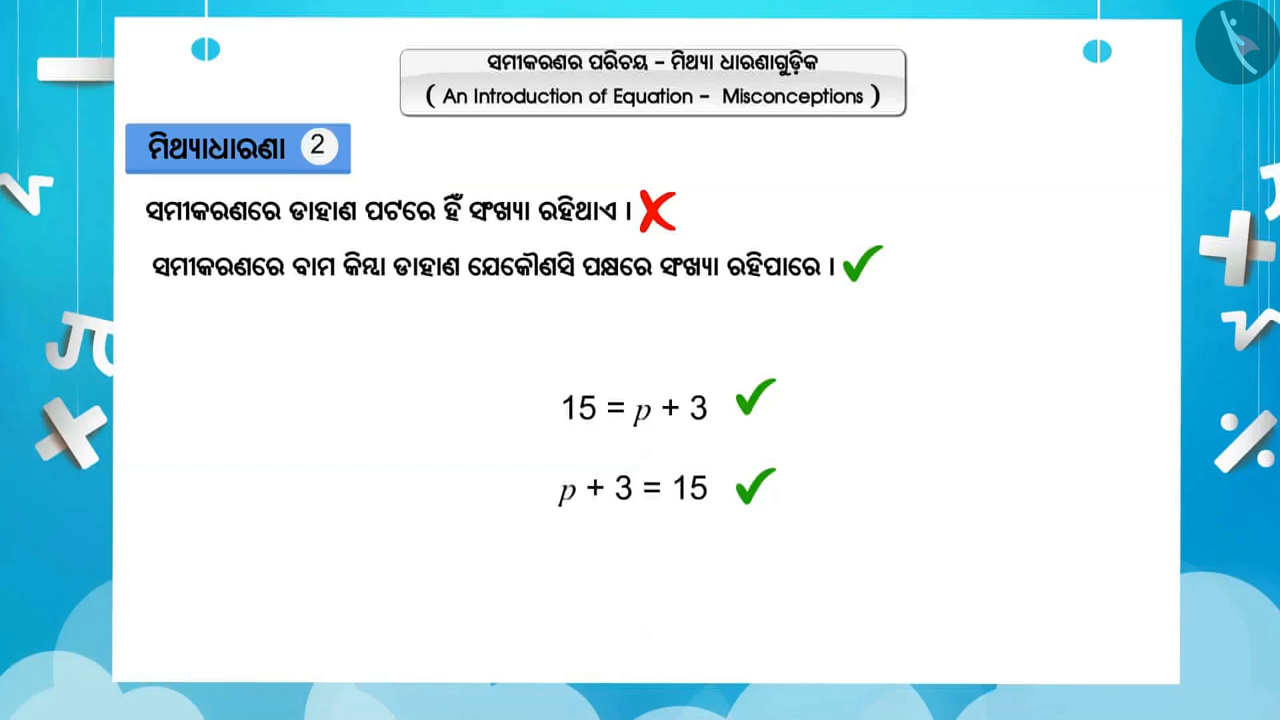 ସମୀକରଣର ପରିଚୟ – ମିଥ୍ୟା ଧାରଣାଗୁଡ଼ିକ
( An Introduction of Equation – Misconceptions )
ମିଥ୍ୟାଧାରଣା 2
ସମୀକରଣରେ ଡାହାଣ ପଟରେ ହିଁ ସଂଖ୍ୟା ରହିଥାଏ ।
ସମୀକରଣରେ ବାମ କିମ୍ବା ଡାହାଣ ଯେକୌଣସି ପକ୍ଷରେ ସଂଖ୍ୟା ରହିପାରେ ।
15 = p + 3
p + 3 = 15